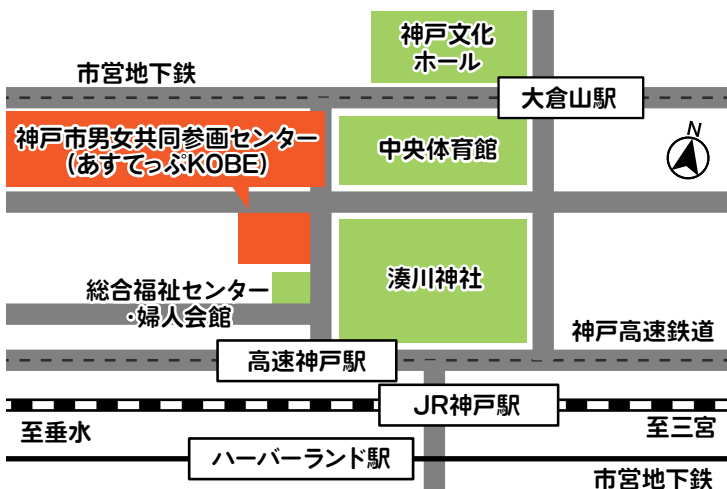 神戸文化
ホール
市営地下鉄
大倉山駅
神戸市男女共同参画センター
(あすてっぷKOBE)
中央体育館
N
湊川神社
総合福祉センター
・婦人会館
神戸高速鉄道
高速神戸駅
JR神戸駅
至垂水
至三宮
ハーバーランド駅
市営地下鉄